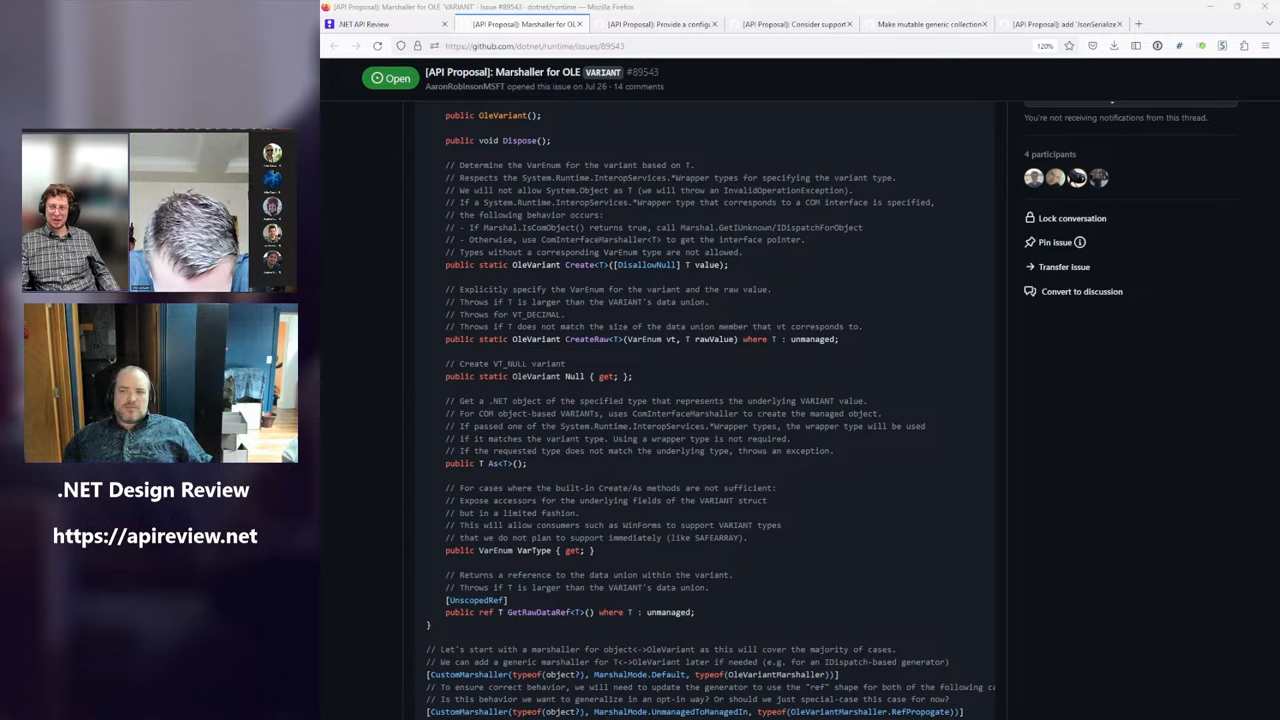 [API Proposal]: Marshaller for OLE 'VARIANT' · Issue #89543 · dotnet/runtime — Mozilla Firefox
.NET API Review
[API Proposal]: Marshaller for OL
[API Proposal]: Provide a configu
[API Proposal]: Consider support
Make mutable generic collection
[API Proposal]: add 'JsonSerialize
https://github.com/dotnet/runtime/issues/89543
120%
Open
[API Proposal]: Marshaller for OLE VARIANT #89543
AaronRobinsonMSFT opened this issue on Jul 26 · 14 comments
public OleVariant();
public void Dispose();
// Determine the VarEnum for the variant based on T.
// Respects the System.Runtime.InteropServices.*Wrapper types for specifying the variant type.
// We will not allow System.Object as T (we will throw an InvalidOperationException).
// If a System.Runtime.InteropServices.*Wrapper type that corresponds to a COM interface is specified,
// the following behavior occurs:
// - If Marshal.IsComObject() returns true, call Marshal.GetIUnknown/IDispatchForObject
// - Otherwise, use ComInterfaceMarshaller<T> to get the interface pointer.
// Types without a corresponding VarEnum type are not allowed.
public static OleVariant Create<T>([DisallowNull] T value);
// Explicitly specify the VarEnum for the variant and the raw value.
// Throws if T is larger than the VARIANT's data union.
// Throws for VT_DECIMAL.
// Throws if T does not match the size of the data union member that vt corresponds to.
public static OleVariant CreateRaw<T>(VarEnum vt, T rawValue) where T : unmanaged;
// Create VT_NULL variant
public static OleVariant Null { get; };
// Get a .NET object of the specified type that represents the underlying VARIANT value.
// For COM object-based VARIANTs, uses ComInterfaceMarshaller to create the managed object.
// If passed one of the System.Runtime.InteropServices.*Wrapper types, the wrapper type will be used
// if it matches the variant type. Using a wrapper type is not required.
// If the requested type does not match the underlying type, throws an exception.
public T As<T>();
// For cases where the built-in Create/As methods are not sufficient:
// Expose accessors for the underlying fields of the VARIANT struct
// but in a limited fashion.
// This will allow consumers such as WinForms to support VARIANT types
// that we do not plan to support immediately (like SAFEARRAY).
public VarEnum VarType { get; }
// Returns a reference to the data union within the variant.
// Throws if T is larger than the VARIANT's data union.
[UnscopedRef]
public ref T GetRawDataRef<T>() where T : unmanaged;
}
// Let's start with a marshaller for object<->OleVariant as this will cover the majority of cases.
// We can add a generic marshaller for T<->OleVariant later if needed (e.g. for an IDispatch-based generator)
[CustomMarshaller(typeof(object?), MarshalMode.Default, typeof(OleVariantMarshaller))]
// To ensure correct behavior, we will need to update the generator to use the "ref" shape for both of the following ca
// Is this behavior we want to generalize in an opt-in way? Or should we just special-case this case for now?
[CustomMarshaller(typeof(object?), MarshalMode.UnmanagedToManagedIn, typeof(OleVariantMarshaller.RefPropogate))]
You're not receiving notifications from this thread.
4 participants
Lock conversation
Pin issue
Transfer issue
Convert to discussion
.NET Design Review
https://apireview.net